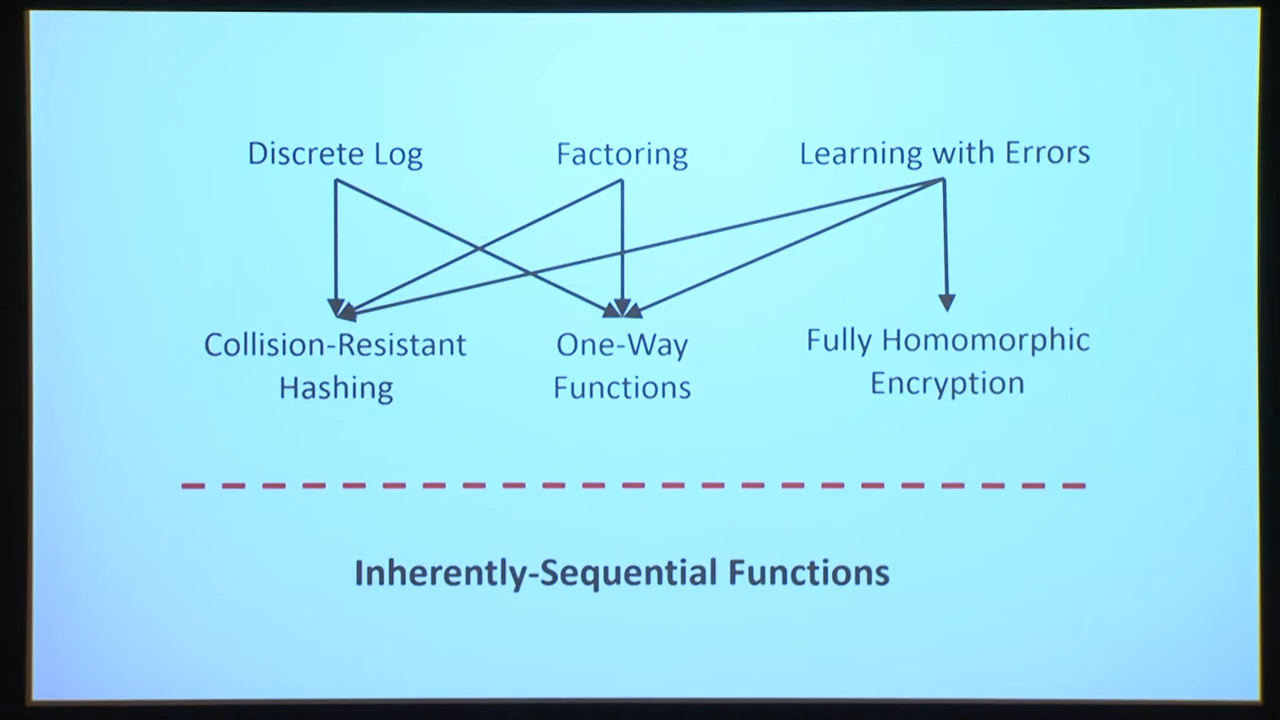 Discrete Log
Factoring
Learning with Errors
Collision-Resistant
Hashing
One-Way
Functions
Fully Homomorphic
Encryption
Inherently-Sequential Functions